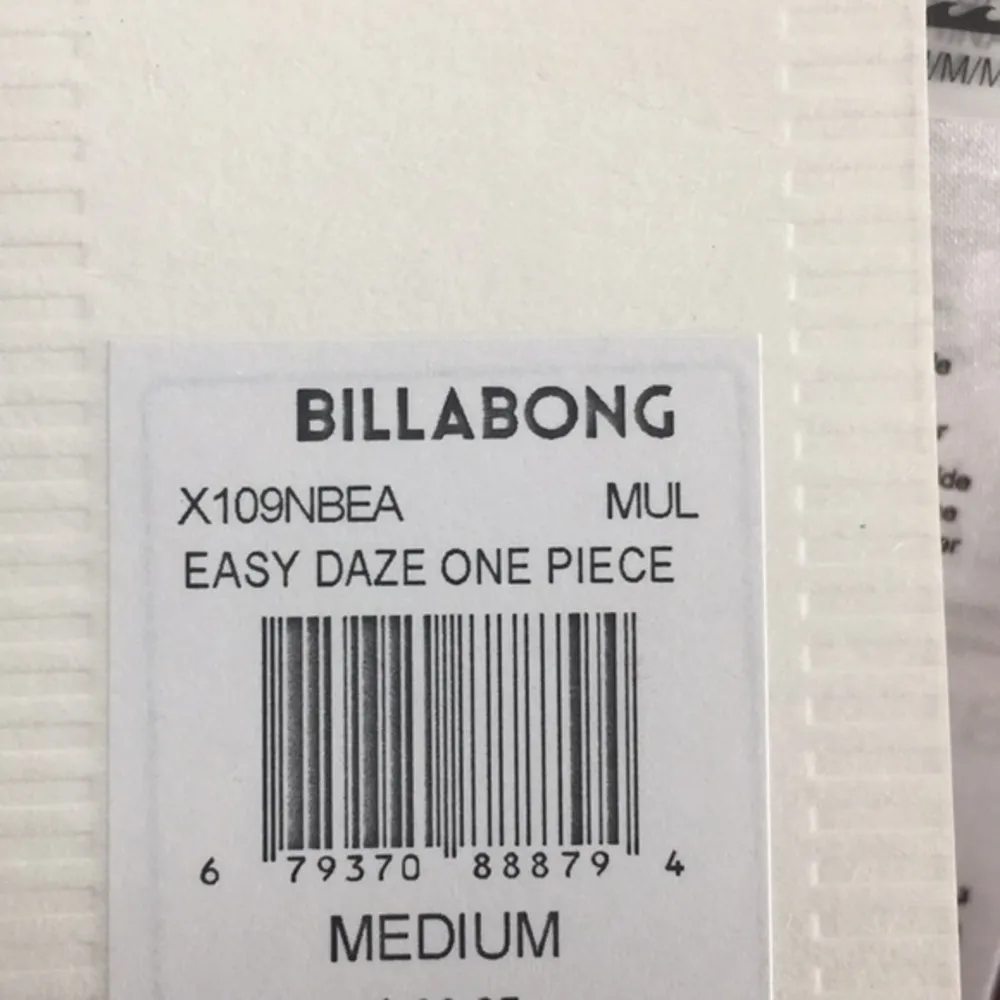 BILLABONG
X109NBEA MUL
EASY DAZE ONE PIECE
6 79370 88879 4
MEDIUM
/M/M